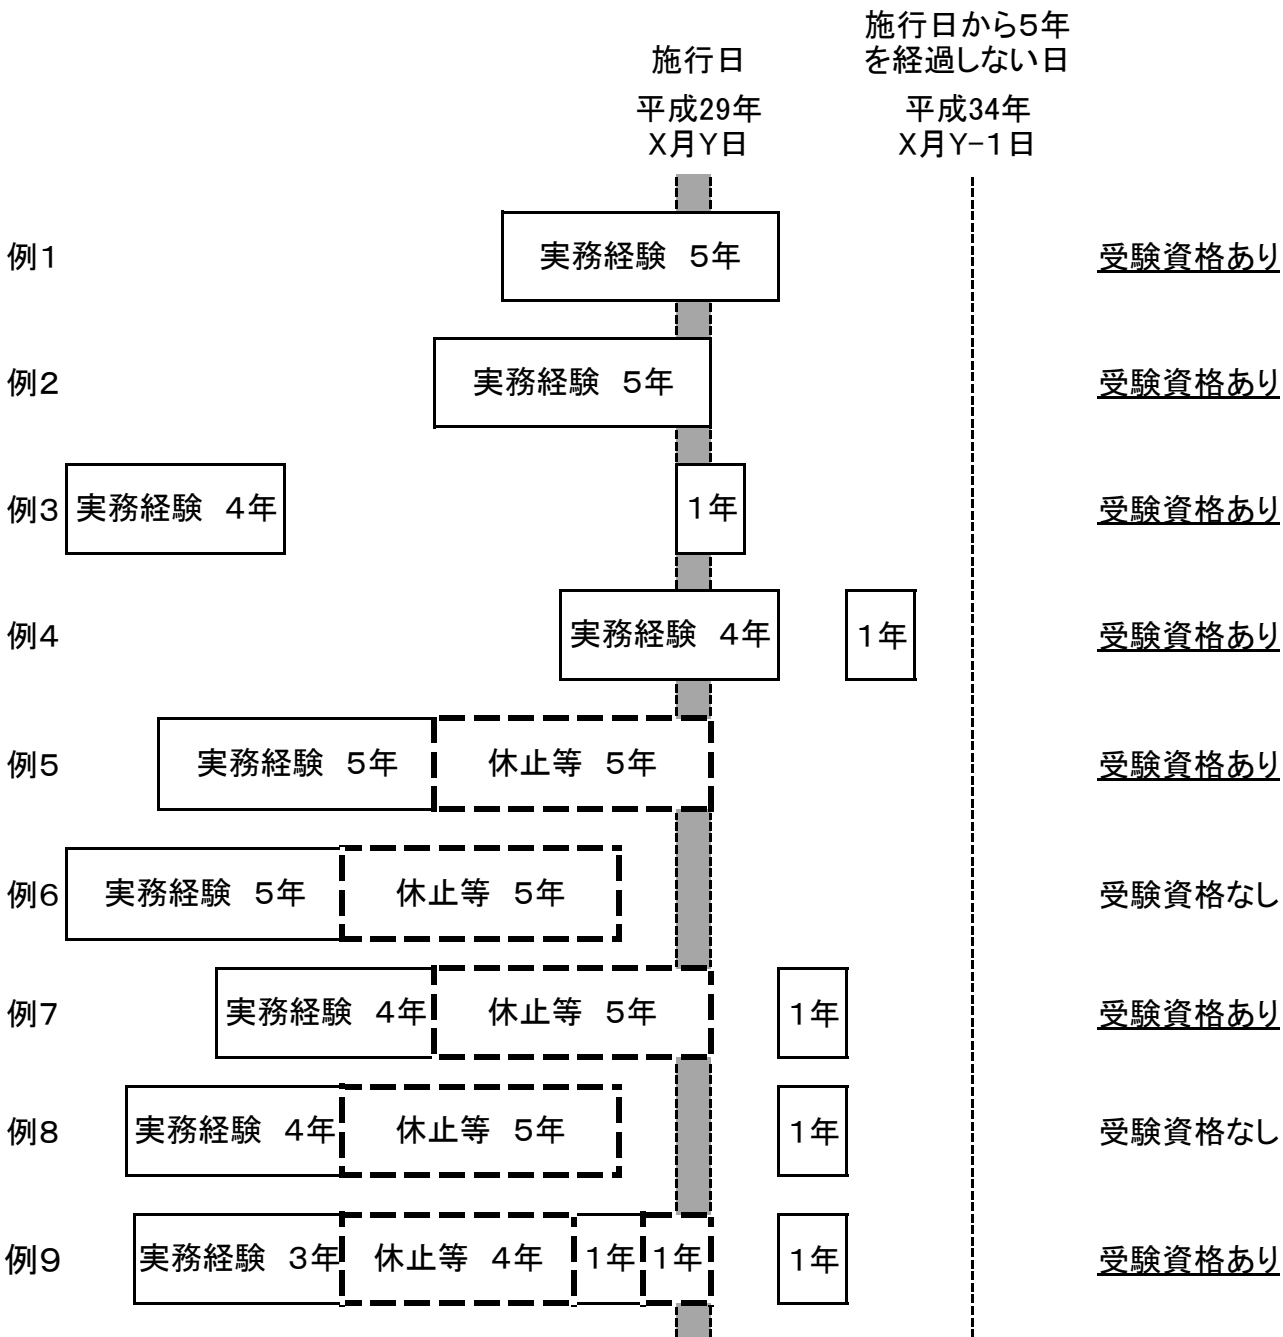 施行日から5年
を経過しない日
施行日
平成29年
X月Y日
平成34年
X月Y-1日
例1 実務経験 5年 受験資格あり
例2 実務経験 5年 受験資格あり
例3 実務経験 4年 1年 受験資格あり
例4 実務経験 4年 1年 受験資格あり
例5 実務経験 5年 休止等 5年 受験資格あり
例6 実務経験 5年 休止等 5年 受験資格なし
例7 実務経験 4年 休止等 5年 1年 受験資格あり
例8 実務経験 4年 休止等 5年 1年 受験資格なし
例9 実務経験 3年 休止等 4年 1年 1年 1年 受験資格あり